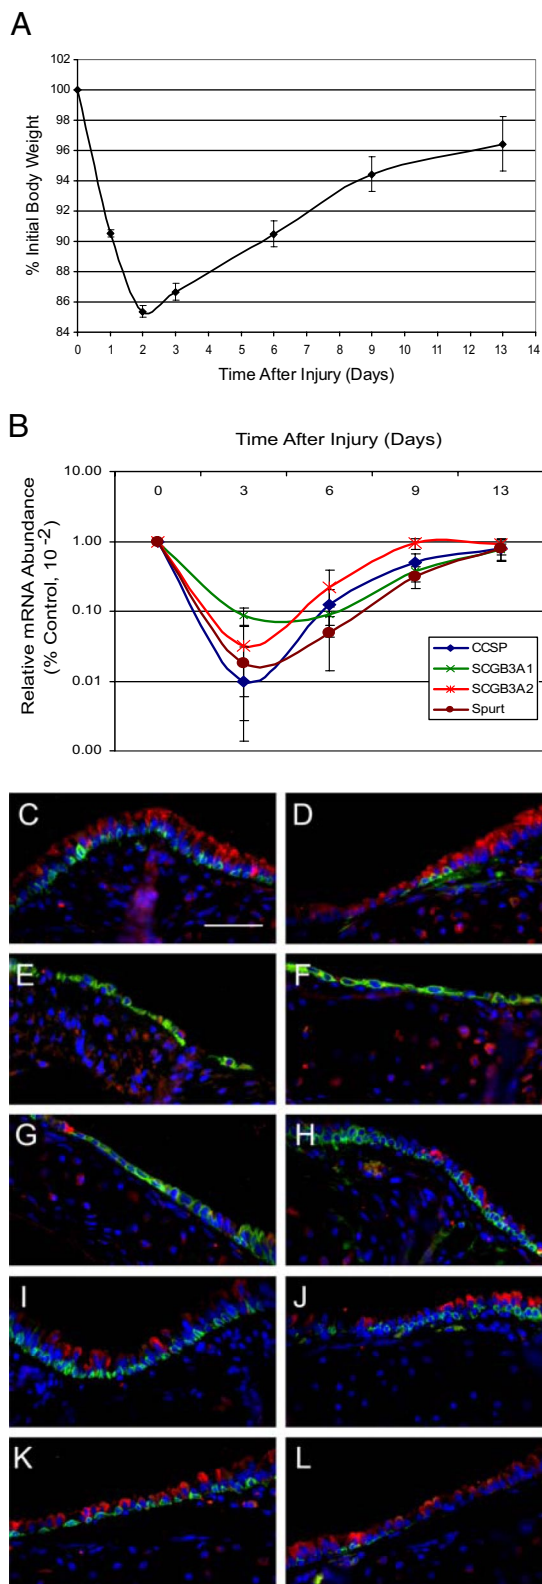 A
% Initial Body Weight
102
100
98
96
94
92
90
88
86
84
0 1 2 3 4 5 6 7 8 9 10 11 12 13 14
Time After Injury (Days)
B
Time After Injury (Days)
Relative mRNA Abundance
(% Control, 10⁻²)
10.00
1.00
0.10
0.01
0.00
0 3 6 9 13
CCSP
SCGB3A1
SCGB3A2
Spurt
C D
E F
G H
I J
K L